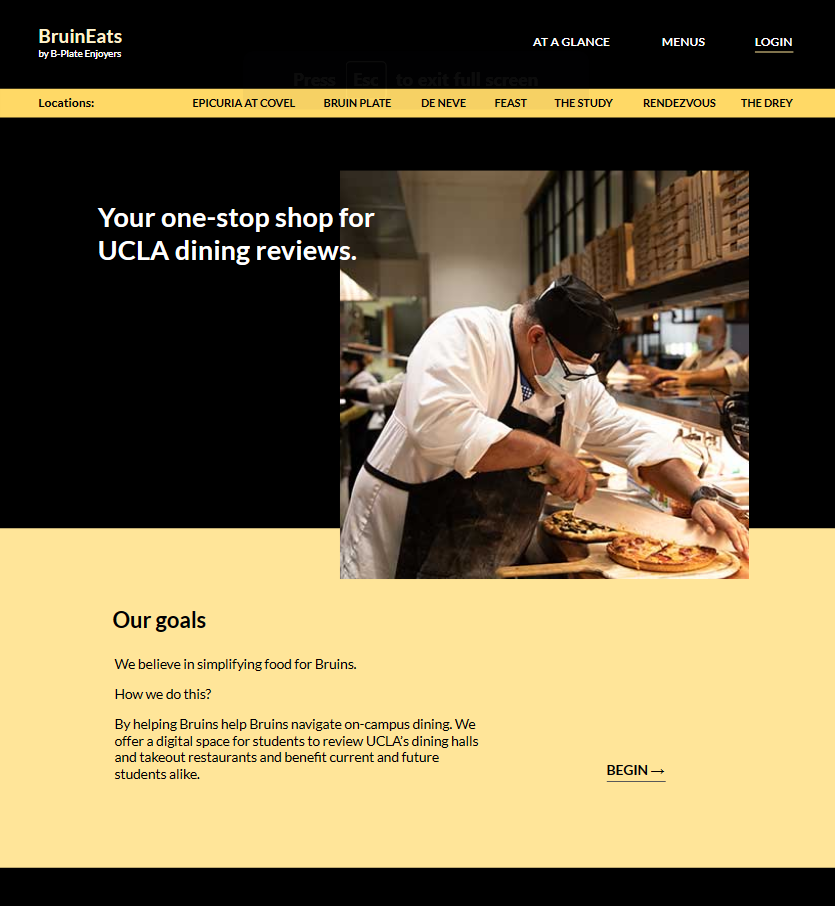 BruinEats
by B-Plate Enjoyers
AT A GLANCE MENUS LOGIN
Press Esc to exit full screen
Locations: EPICURIA AT COVEL BRUIN PLATE DE NEVE FEAST THE STUDY RENDEZVOUS THE DREY
Your one-stop shop for
UCLA dining reviews.
Our goals
We believe in simplifying food for Bruins.
How we do this?
By helping Bruins help Bruins navigate on-campus dining. We
offer a digital space for students to review UCLA's dining halls
and takeout restaurants and benefit current and future
students alike.
BEGIN →